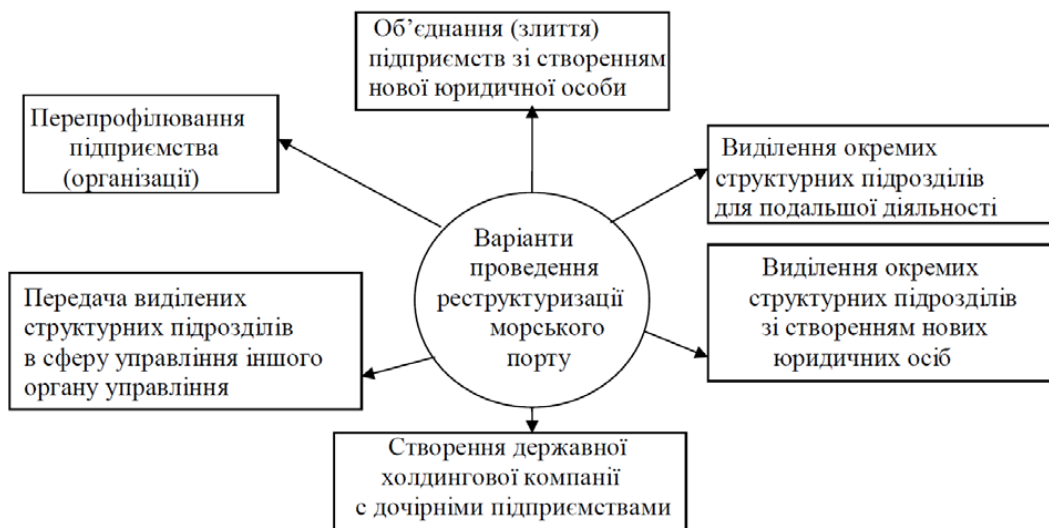 Об’єднання (злиття)
підприємств зі створенням
нової юридичної особи
Перепрофілювання
підприємства
(організації)
Виділення окремих
структурних підрозділів
для подальшої діяльності
Варіанти
проведення
реструктуризації
морського
порту
Передача виділених
структурних підрозділів
в сферу управління іншого
органу управління
Виділення окремих
структурних підрозділів
зі створенням нових
юридичних осіб
Створення державної
холдингової компанії
с дочірніми підприємствами